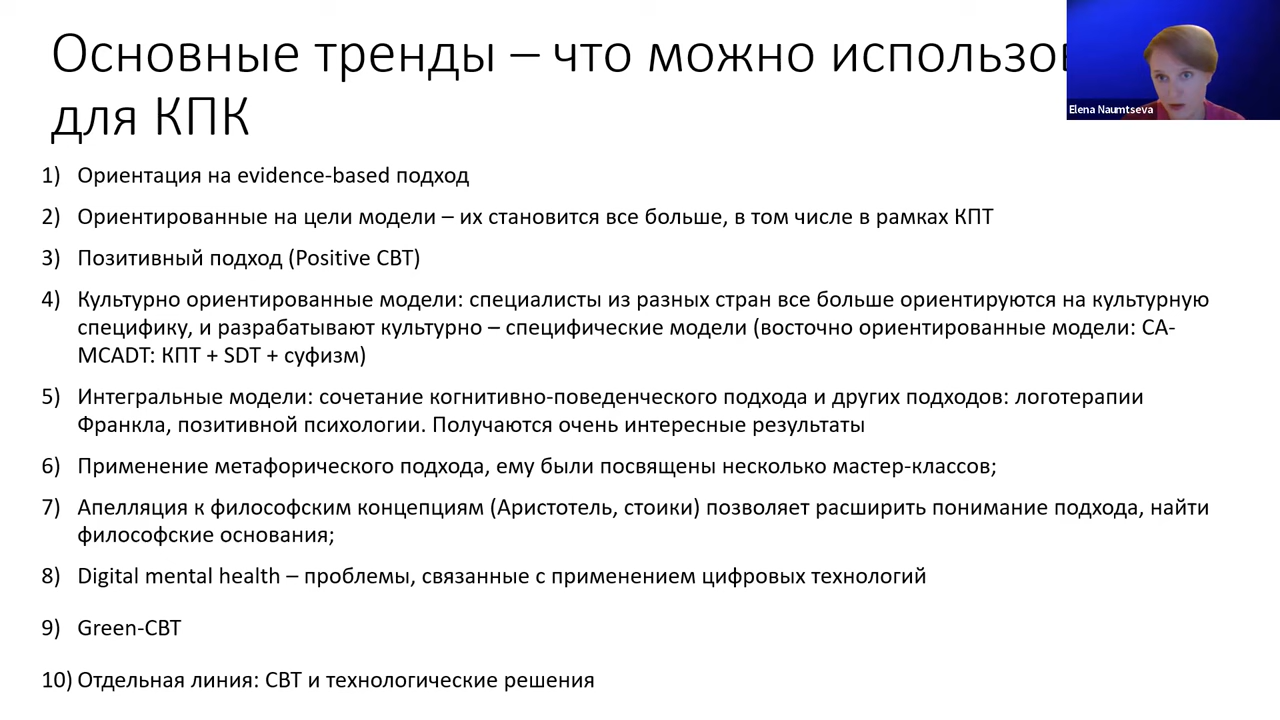 Основные тренды – что можно использов
для КПК
Elena Naumtseva
1) Ориентация на evidence-based подход
2) Ориентированные на цели модели – их становится все больше, в том числе в рамках КПТ
3) Позитивный подход (Positive CBT)
4) Культурно ориентированные модели: специалисты из разных стран все больше ориентируются на культурную
специфику, и разрабатывают культурно – специфические модели (восточно ориентированные модели: CA-
MCADT: КПТ + SDT + суфизм)
5) Интегральные модели: сочетание когнитивно-поведенческого подхода и других подходов: логотерапии
Франкла, позитивной психологии. Получаются очень интересные результаты
6) Применение метафорического подхода, ему были посвящены несколько мастер-классов;
7) Апелляция к философским концепциям (Аристотель, стоики) позволяет расширить понимание подхода, найти
философские основания;
8) Digital mental health – проблемы, связанные с применением цифровых технологий
9) Green-CBT
10) Отдельная линия: CBT и технологические решения